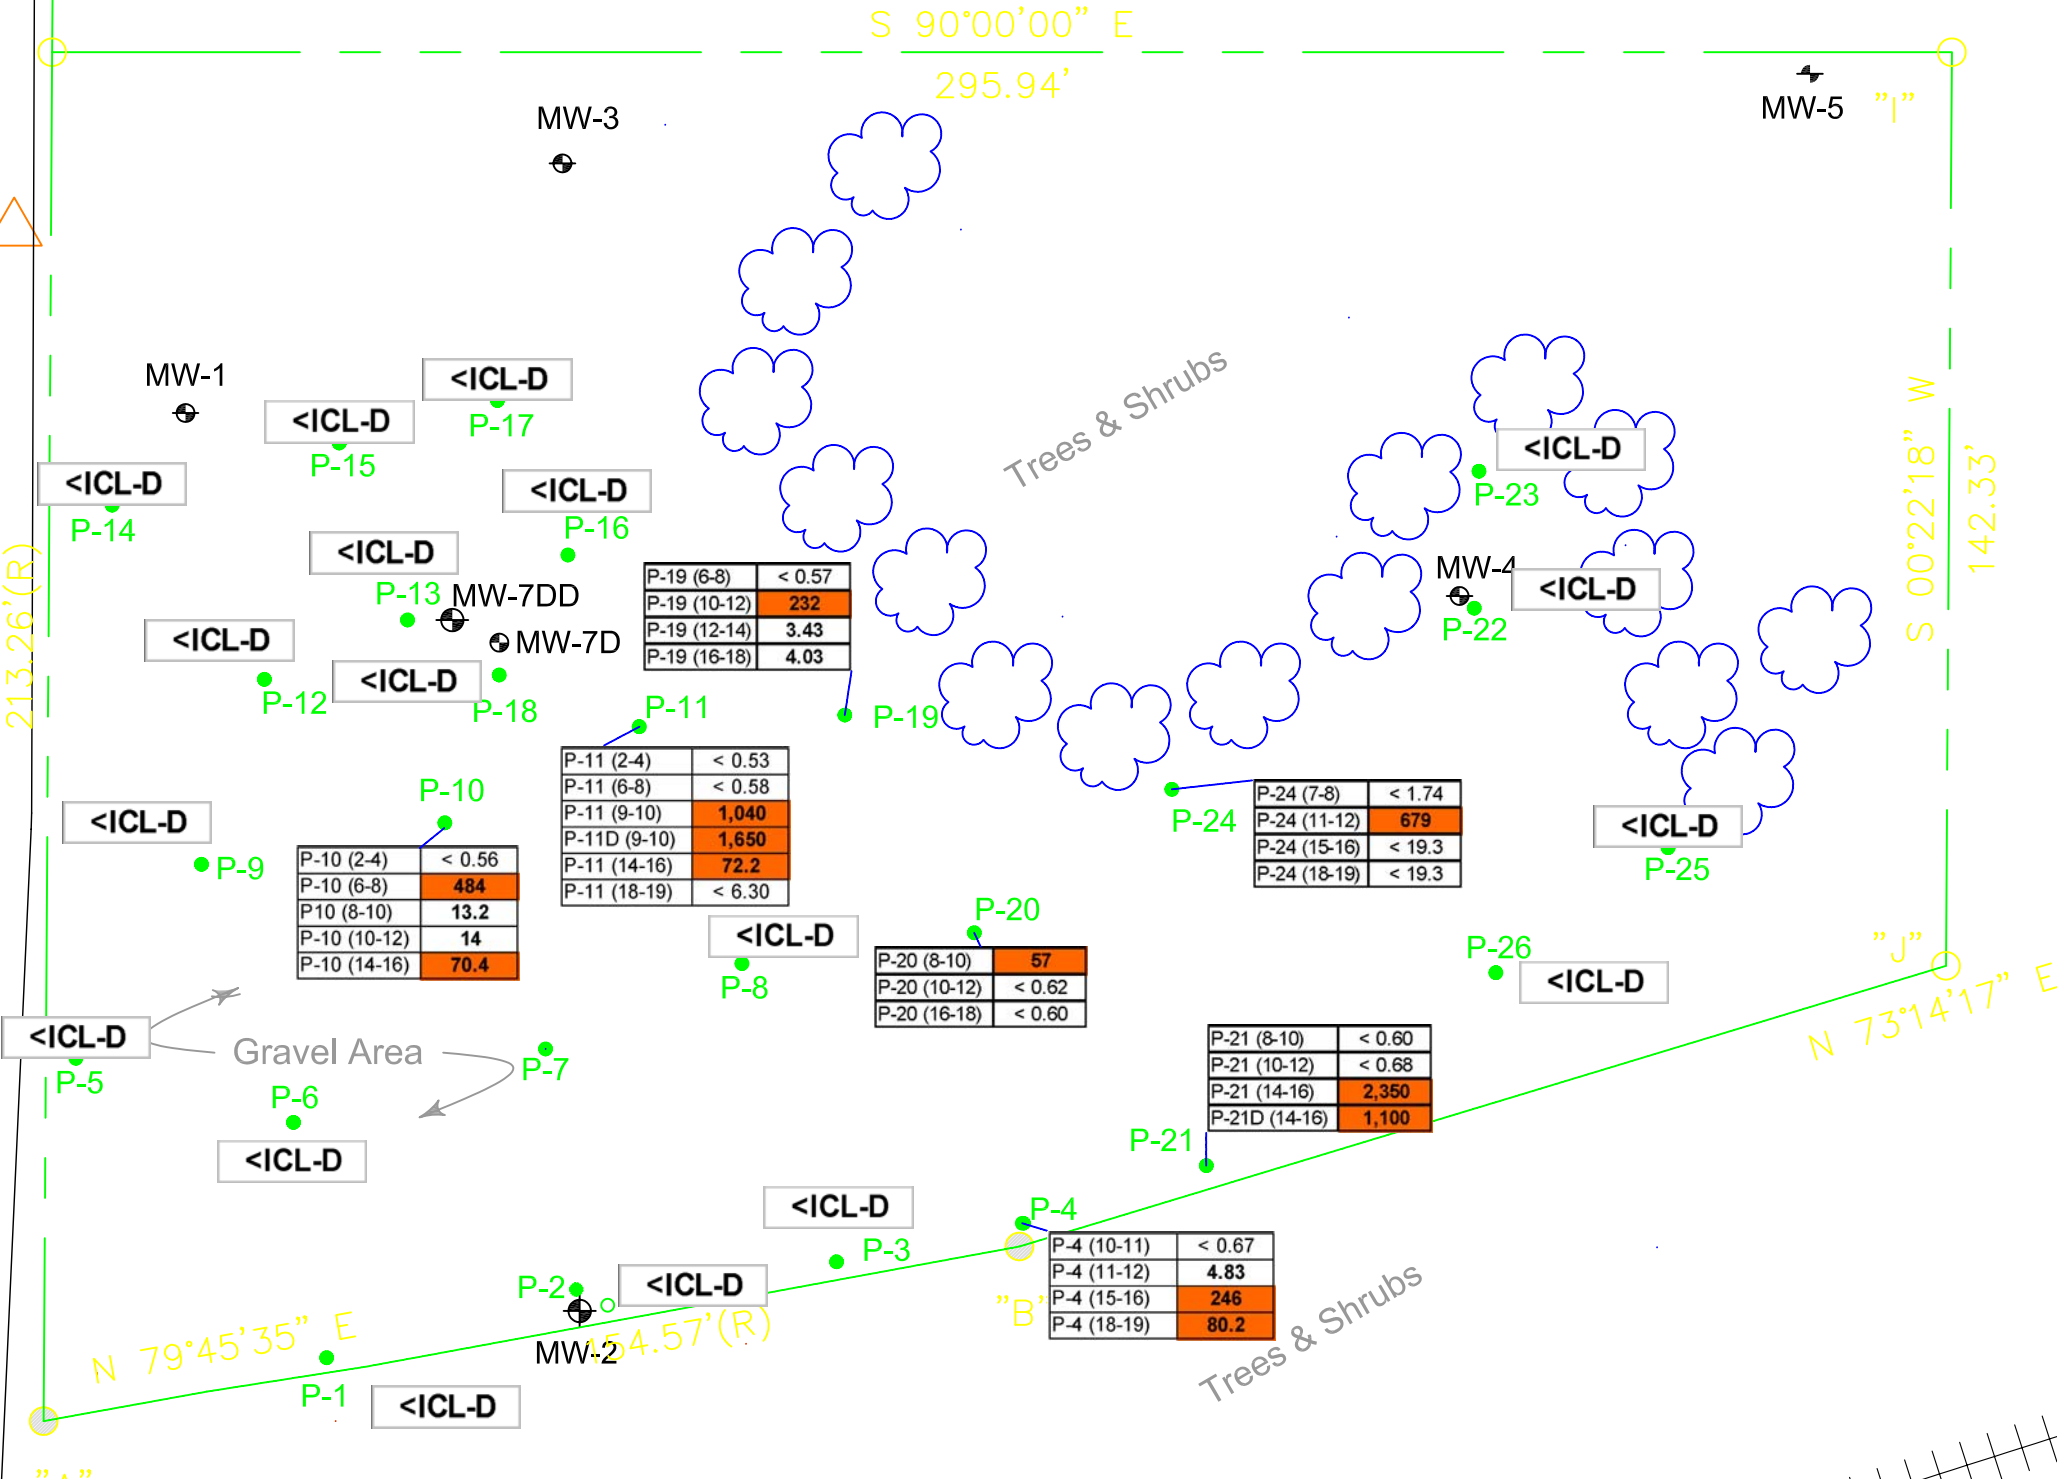 S 90°00'00" E
295.94'
MW-3
MW-5
"I"
MW-1
<ICL-D
P-17
<ICL-D
P-15
<ICL-D
P-14
<ICL-D
P-16
Trees & Shrubs
<ICL-D
P-23
S 00°22'18" W
142.33'
213.26'(R)
<ICL-D
P-13
MW-7DD
MW-7D
<ICL-D
P-12
<ICL-D
P-18
MW-4
<ICL-D
P-22
P-19 (6-8) < 0.57
P-19 (10-12) 232
P-19 (12-14) 3.43
P-19 (16-18) 4.03
P-19
P-11
P-11 (2-4) < 0.53
P-11 (6-8) < 0.58
P-11 (9-10) 1,040
P-11D (9-10) 1,650
P-11 (14-16) 72.2
P-11 (18-19) < 6.30
P-10
P-10 (2-4) < 0.56
P-10 (6-8) 484
P10 (8-10) 13.2
P-10 (10-12) 14
P-10 (14-16) 70.4
<ICL-D
P-9
P-24
P-24 (7-8) < 1.74
P-24 (11-12) 679
P-24 (15-16) < 19.3
P-24 (18-19) < 19.3
<ICL-D
P-25
<ICL-D
P-8
P-20
P-20 (8-10) 57
P-20 (10-12) < 0.62
P-20 (16-18) < 0.60
P-26
<ICL-D
"J"
N 73°14'17" E
<ICL-D
P-5
Gravel Area
P-7
P-6
<ICL-D
P-21 (8-10) < 0.60
P-21 (10-12) < 0.68
P-21 (14-16) 2,350
P-21D (14-16) 1,100
P-21
<ICL-D
P-3
P-4
P-4 (10-11) < 0.67
P-4 (11-12) 4.83
P-4 (15-16) 246
P-4 (18-19) 80.2
"B"
Trees & Shrubs
P-2
<ICL-D
MW-2
154.57'(R)
N 79°45'35" E
P-1
<ICL-D